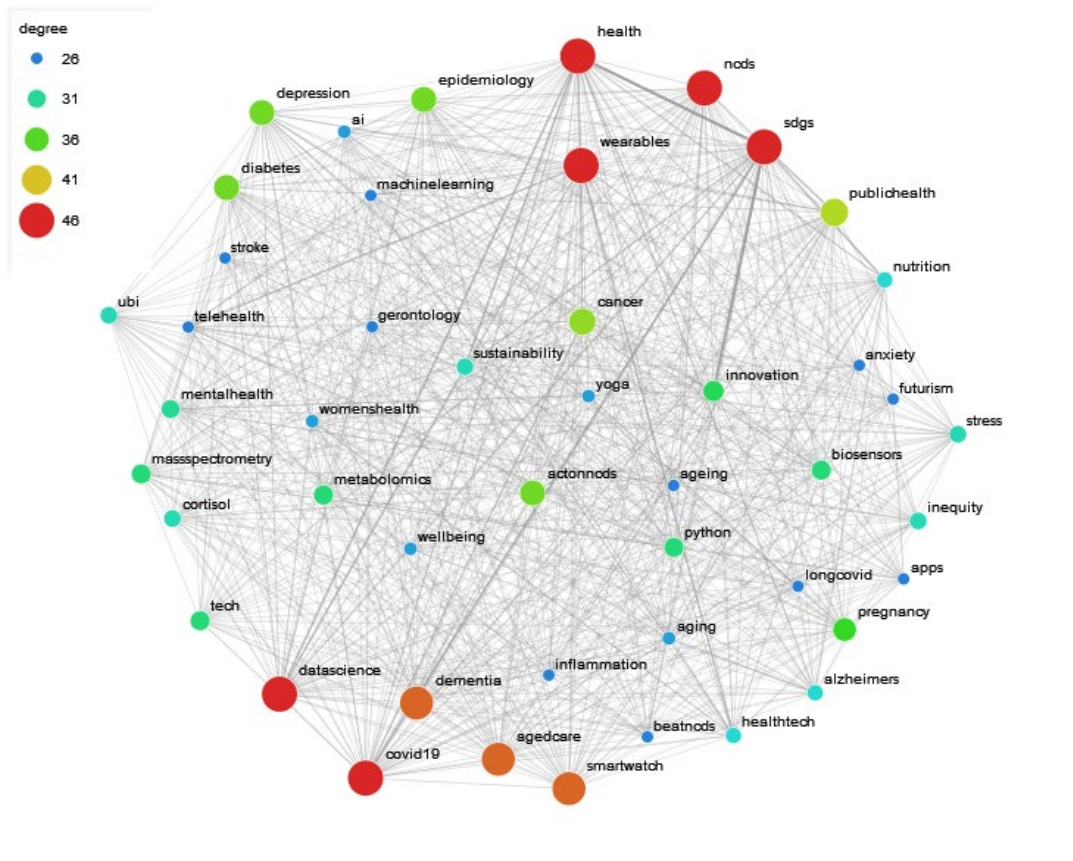 degree
26
31
36
41
46
health
ncds
epidemiology
depression
ai
sdgs
wearables
diabetes
machinelearning
publichealth
stroke
nutrition
ubi
cancer
telehealth
gerontology
sustainability
anxiety
innovation
yoga
futurism
mentalhealth
womenshealth
stress
biosensors
massspectrometry
metabolomics
actonncds
ageing
cortisol
inequity
wellbeing
python
longcovid
apps
tech
pregnancy
aging
inflammation
datascience
dementia
alzheimers
beatncds
healthtech
agedcare
covid19
smartwatch